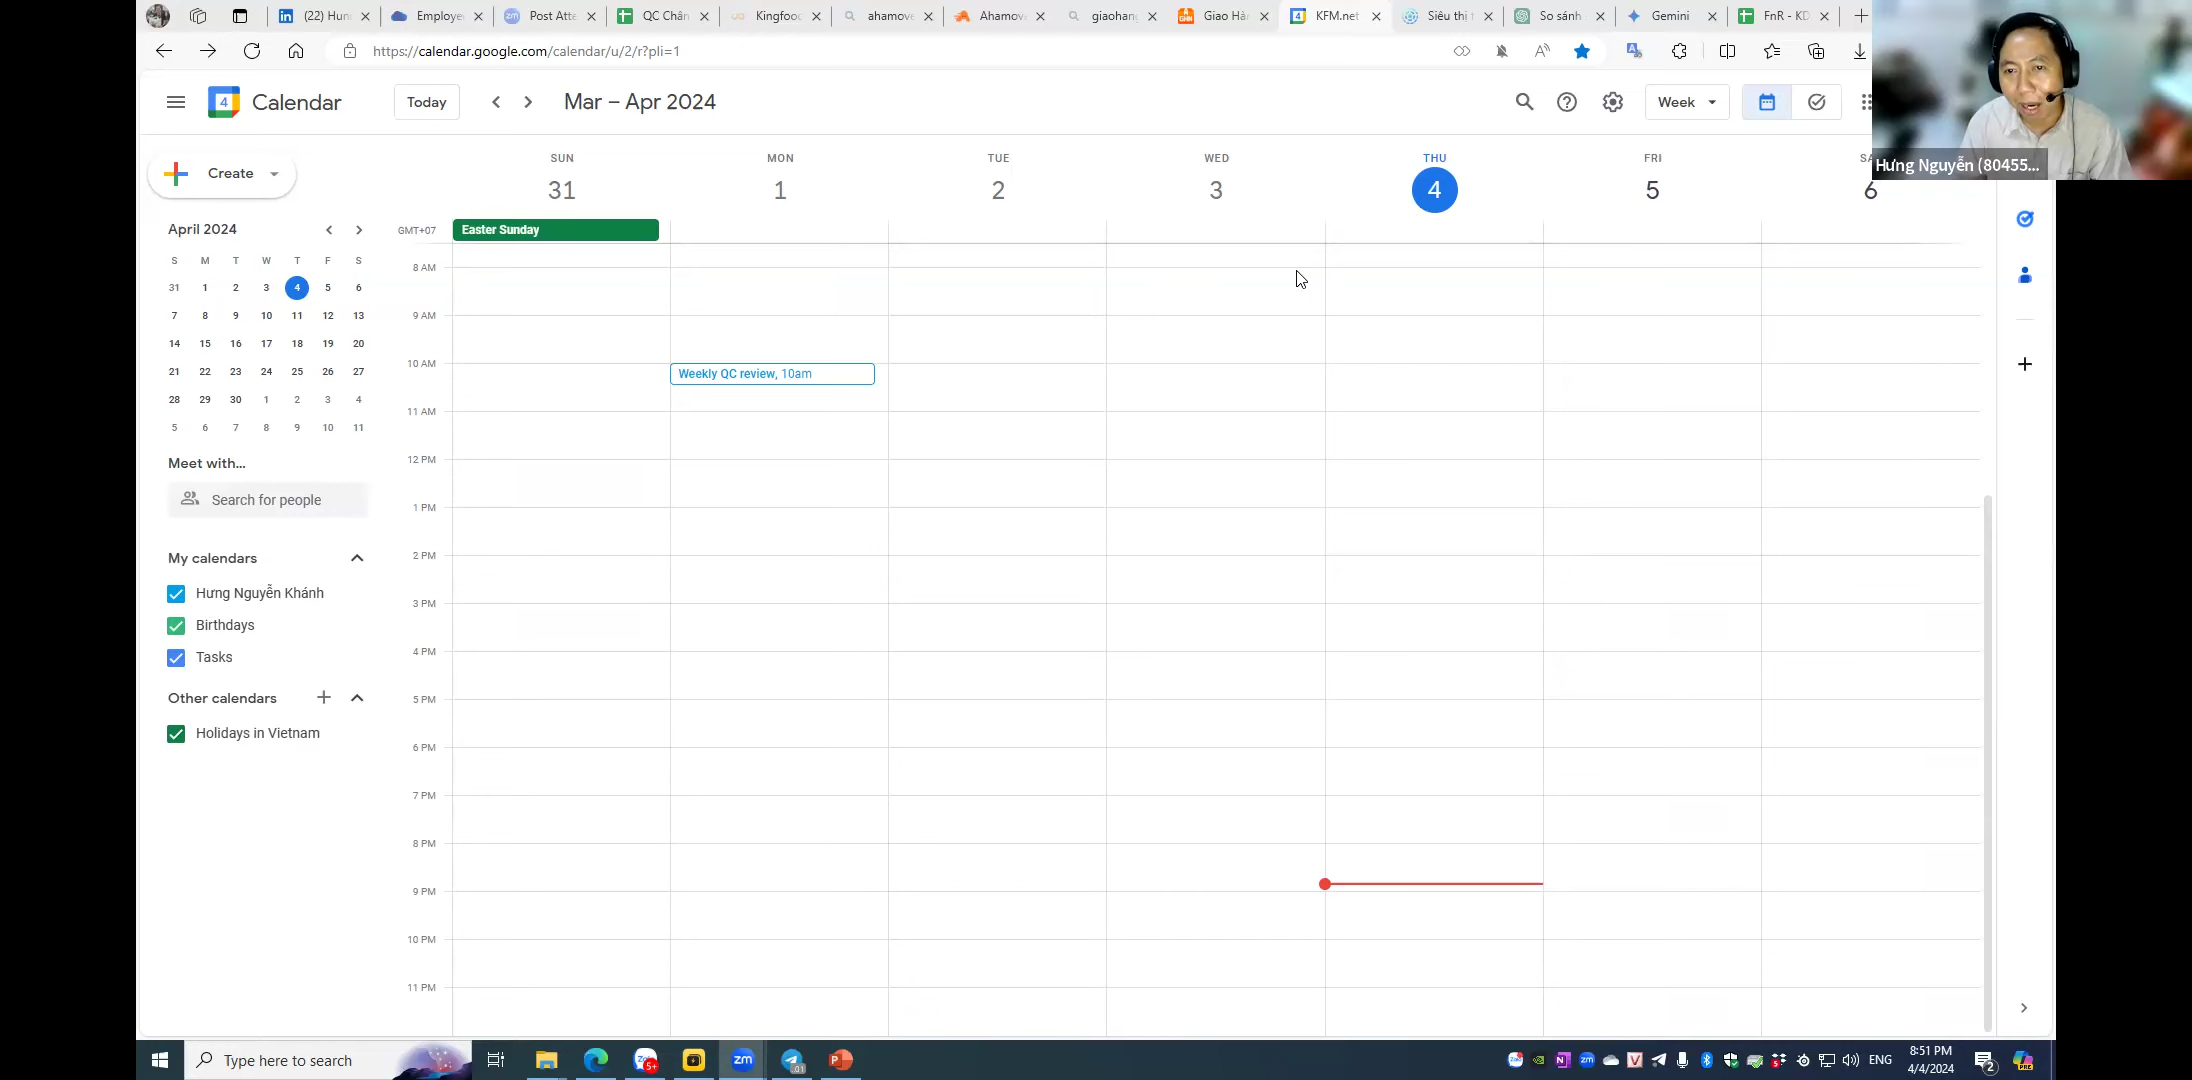 (22) Hun
Employe
Post Atte
QC Chấn
Kingfood
ahamove
Ahamov
giaohan
Giao Hà
KFM.net
Siêu thị t
So sánh
Gemini
FnR - KD
https://calendar.google.com/calendar/u/2/r?pli=1
4 Calendar
Today
Mar – Apr 2024
Week
Hưng Nguyễn (80455...
Create
SUN MON TUE WED THU FRI
31 1 2 3 4 5 6
April 2024
GMT+07
Easter Sunday
S M T W T F S
31 1 2 3 4 5 6
7 8 9 10 11 12 13
14 15 16 17 18 19 20
21 22 23 24 25 26 27
28 29 30 1 2 3 4
5 6 7 8 9 10 11
8 AM
9 AM
10 AM
Weekly QC review, 10am
11 AM
12 PM
1 PM
2 PM
3 PM
4 PM
5 PM
6 PM
7 PM
8 PM
9 PM
10 PM
11 PM
Meet with...
Search for people
My calendars
Hưng Nguyễn Khánh
Birthdays
Tasks
Other calendars
Holidays in Vietnam
Type here to search
Zalo
5+
zm
ENG
8:51 PM
4/4/2024
2